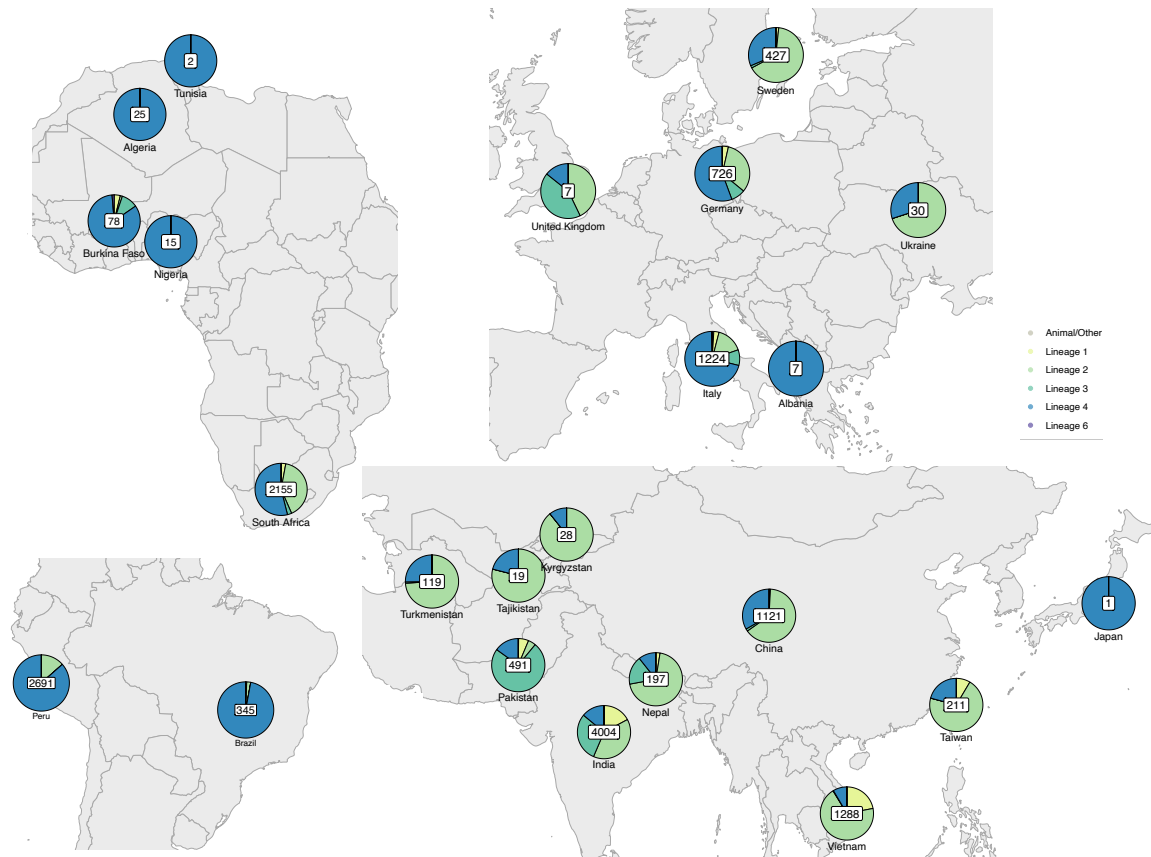 2
Tunisia
25
Algeria
78
Burkina Faso
15
Nigeria
2155
South Africa
427
Sweden
7
United Kingdom
726
Germany
30
Ukraine
1224
Italy
7
Albania
Animal/Other
Lineage 1
Lineage 2
Lineage 3
Lineage 4
Lineage 6
2691
Peru
345
Brazil
28
Kyrgyzstan
119
Turkmenistan
19
Tajikistan
1121
China
1
Japan
491
Pakistan
197
Nepal
4004
India
211
Taiwan
1288
Vietnam